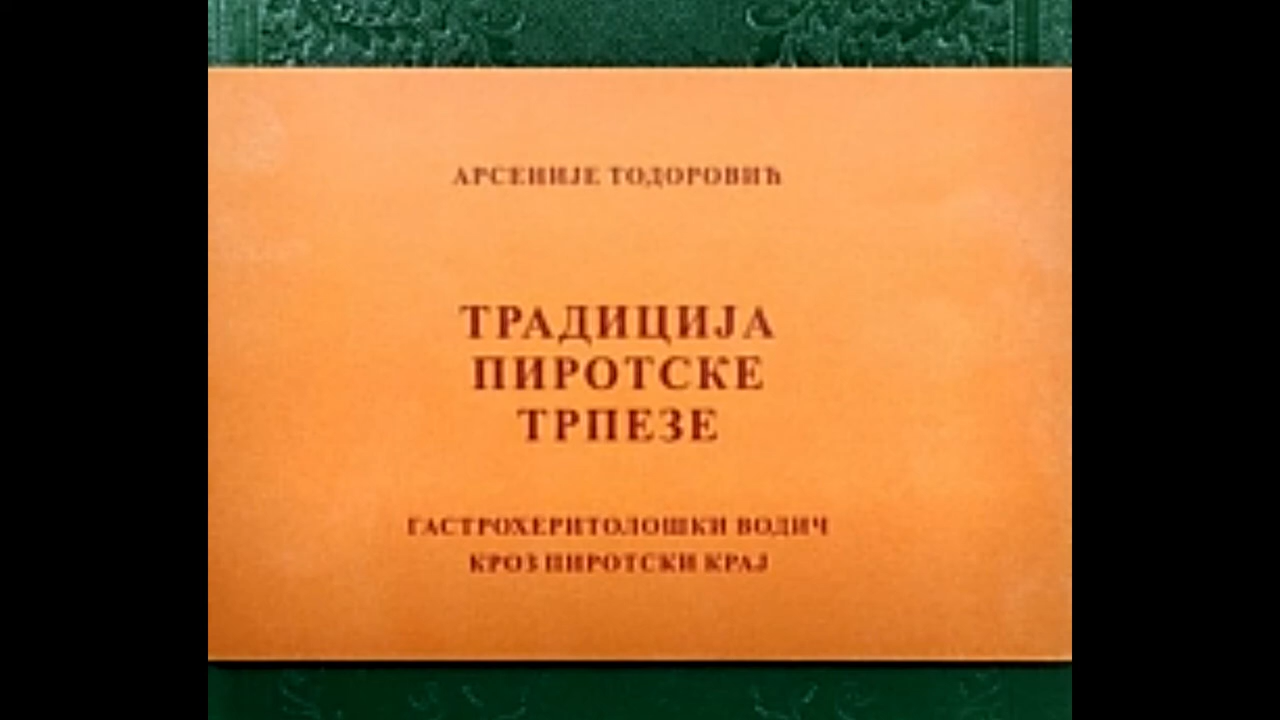 АРСЕНИЈЕ ТОДОРОВИЋ
ТРАДИЦИЈА
ПИРОТСКЕ
ТРПЕЗЕ
ГАСТРОХЕРИТОЛОШКИ ВОДИЧ
КРОЗ ПИРОТСКИ КРАЈ